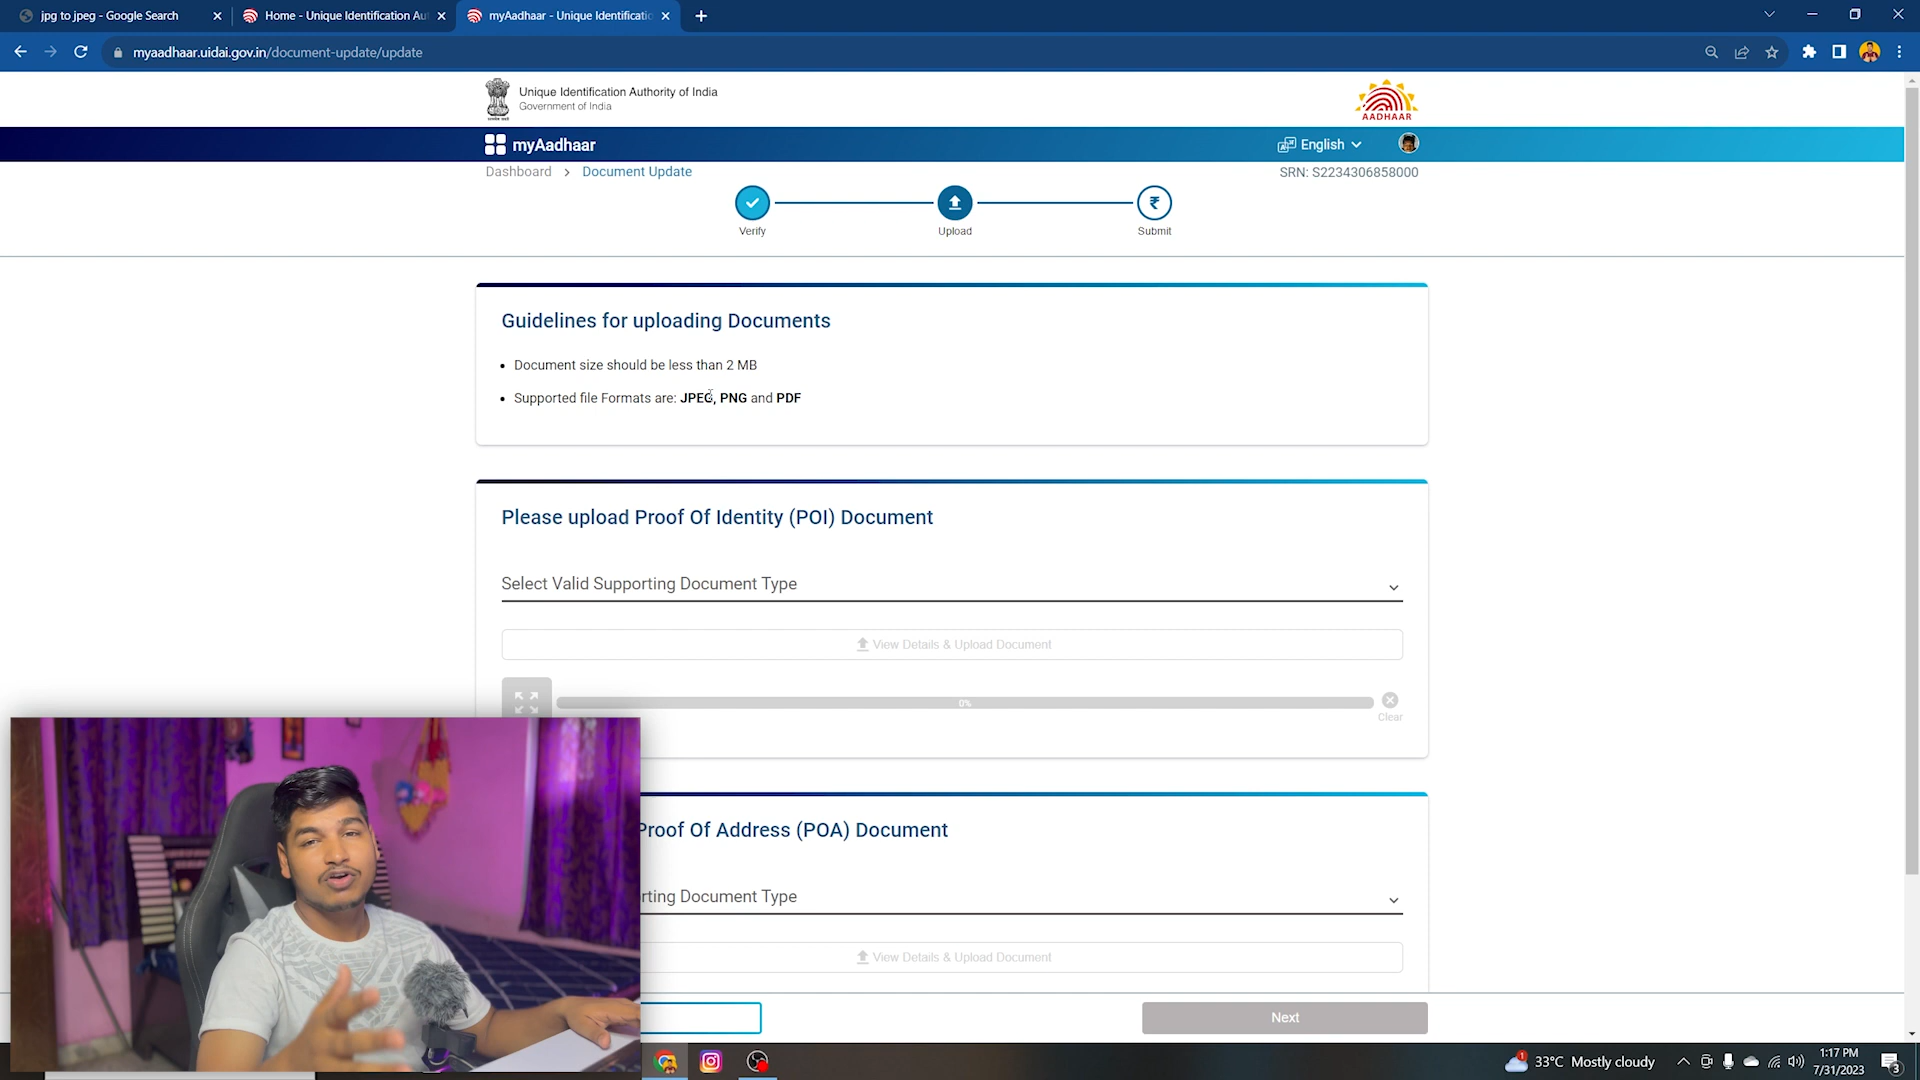 jpg to jpeg - Google Search
Home - Unique Identification Aut
myAadhaar - Unique Identificatio
myaadhaar.uidai.gov.in/document-update/update
Unique Identification Authority of India
Government of India
AADHAAR
myAadhaar
English
Dashboard > Document Update
SRN: S2234306858000
Verify
Upload
₹
Submit
Guidelines for uploading Documents
• Document size should be less than 2 MB
• Supported file Formats are: JPEG, PNG and PDF
Please upload Proof Of Identity (POI) Document
Select Valid Supporting Document Type
View Details & Upload Document
0%
Clear
Proof Of Address (POA) Document
rting Document Type
View Details & Upload Document
Next
1
33°C Mostly cloudy
1:17 PM
7/31/2023
3